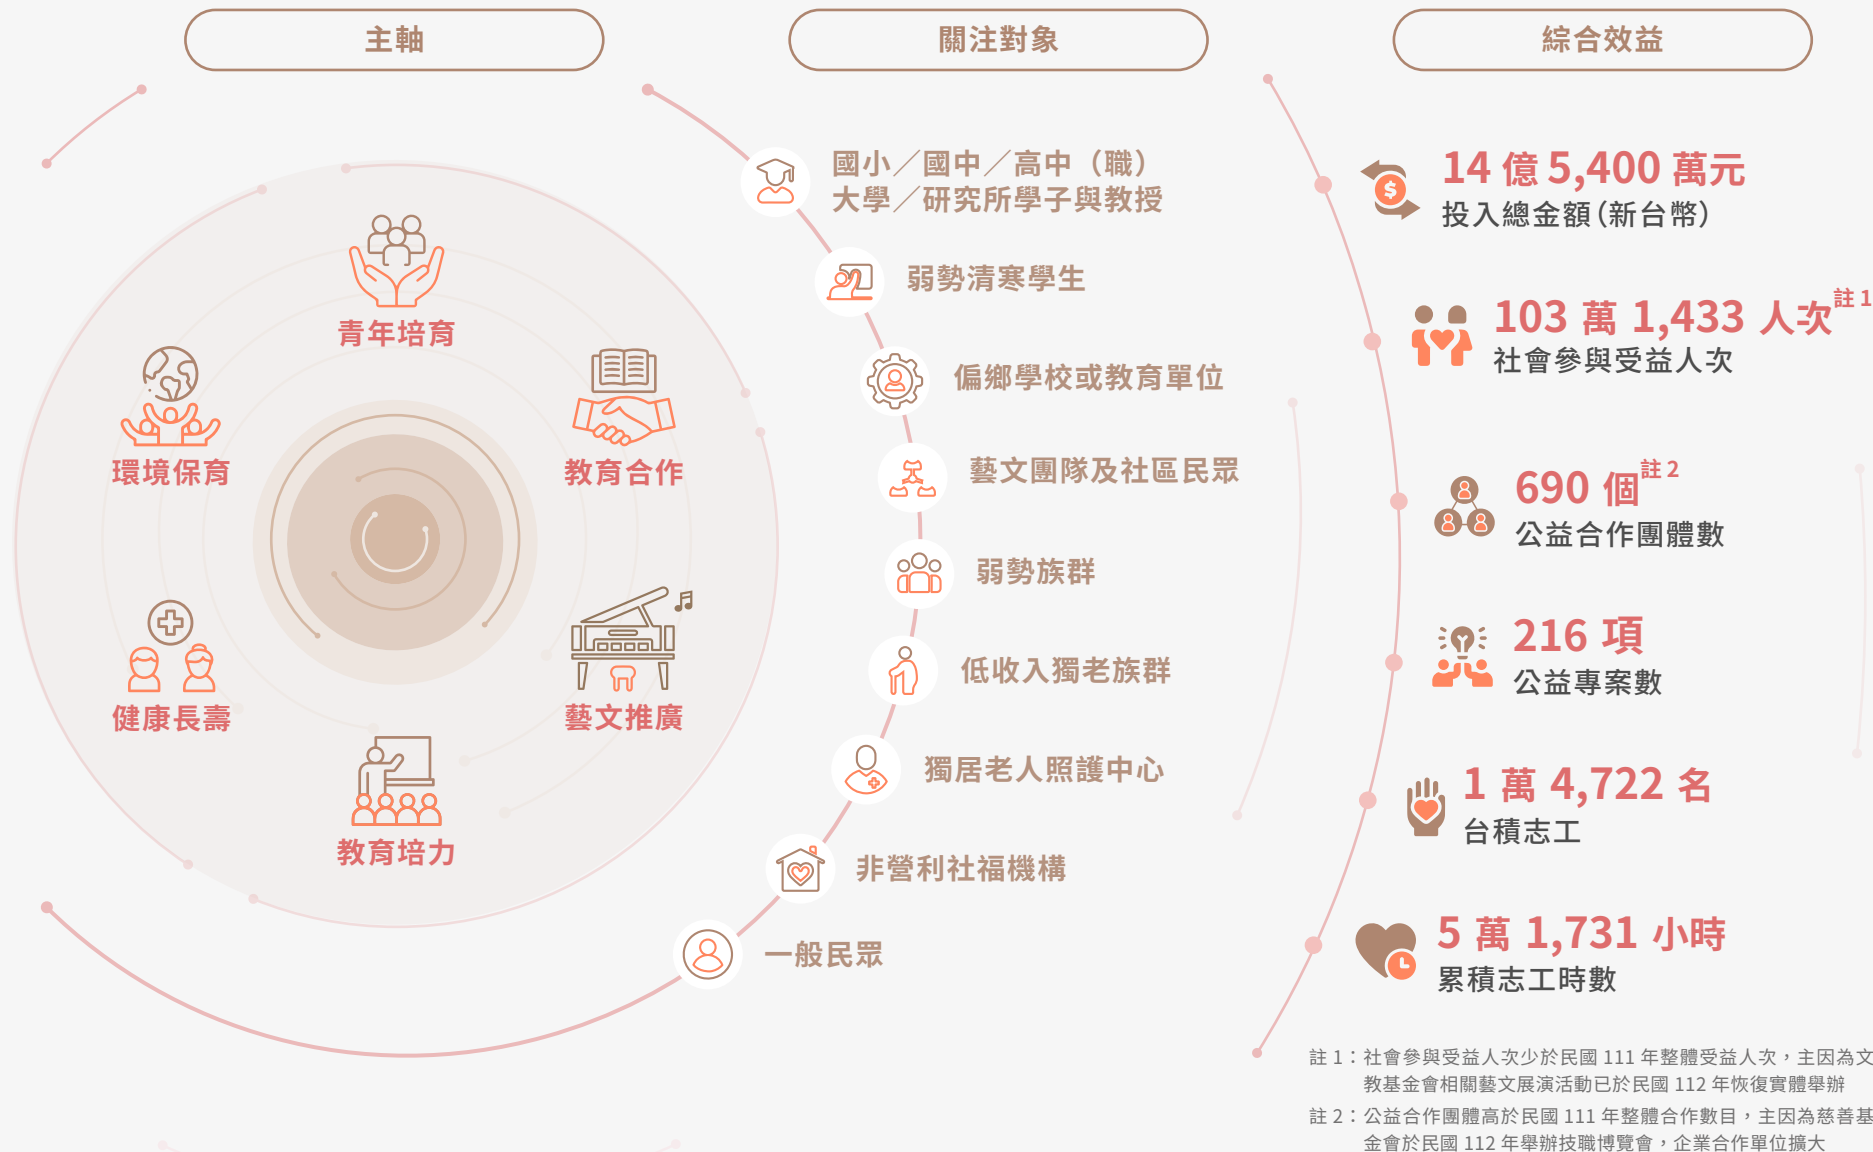 主軸
青年培育
教育合作
環境保育
藝文推廣
健康長壽
教育培力
關注對象
國小／國中／高中（職）
大學／研究所學子與教授
弱勢清寒學生
偏鄉學校或教育單位
藝文團隊及社區民眾
弱勢族群
低收入獨老族群
獨居老人照護中心
非營利社福機構
一般民眾
綜合效益
14 億 5,400 萬元
投入總金額（新台幣）
103 萬 1,433 人次註 1
社會參與受益人次
690 個註 2
公益合作團體數
216 項
公益專案數
1 萬 4,722 名
台積志工
5 萬 1,731 小時
累積志工時數
註 1：社會參與受益人次少於民國 111 年整體受益人次，主因為文
教基金會相關藝文展演活動已於民國 112 年恢復實體舉辦
註 2：公益合作團體高於民國 111 年整體合作數目，主因為慈善基
金會於民國 112 年舉辦技職博覽會，企業合作單位擴大